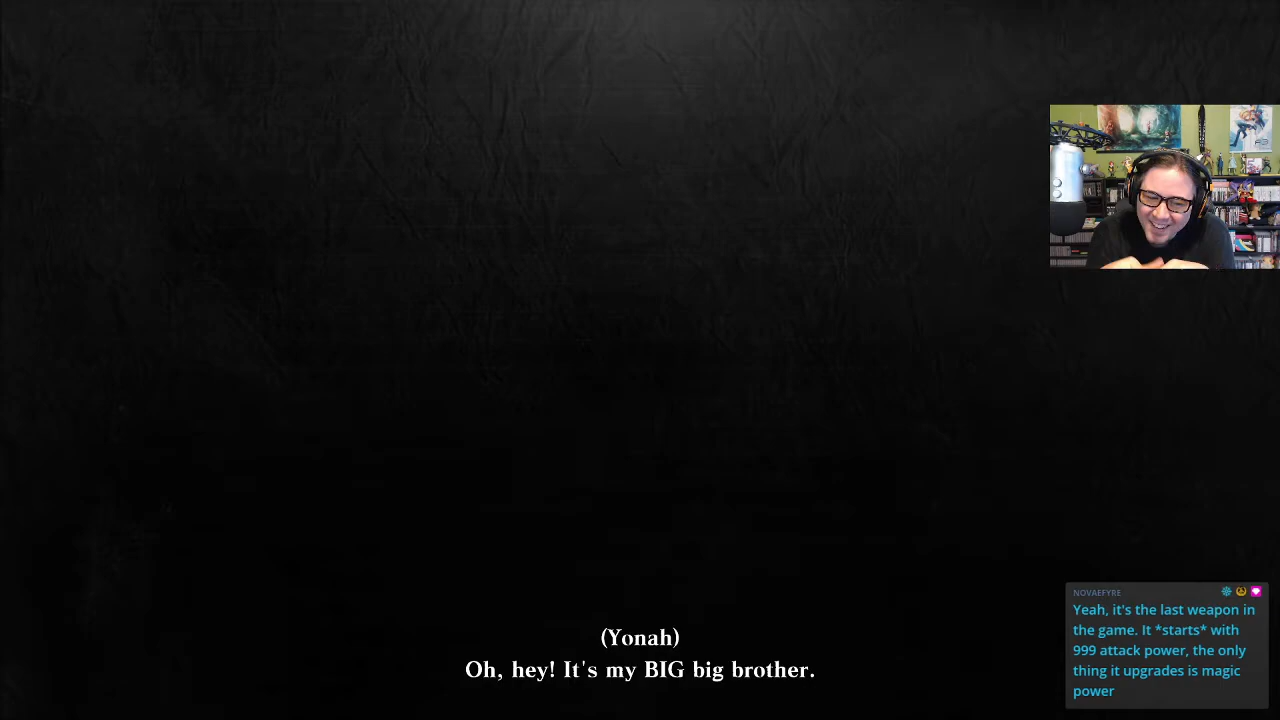 (Yonah)
Oh, hey! It's my BIG big brother.
NOVAEFYRE
Yeah, it's the last weapon in
the game. It *starts* with
999 attack power, the only
thing it upgrades is magic
power